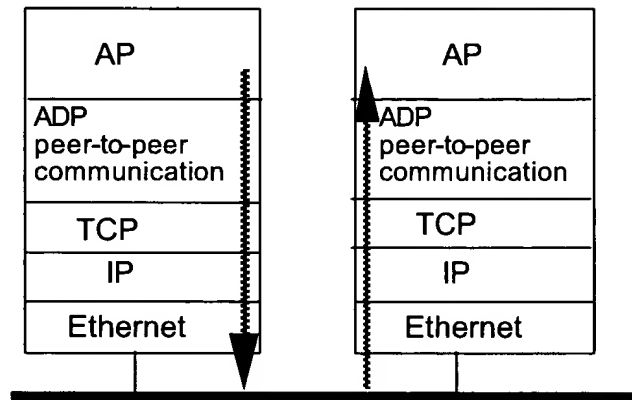 AP
ADP
peer-to-peer
communication
TCP
IP
Ethernet
AP
ADP
peer-to-peer
communication
TCP
IP
Ethernet